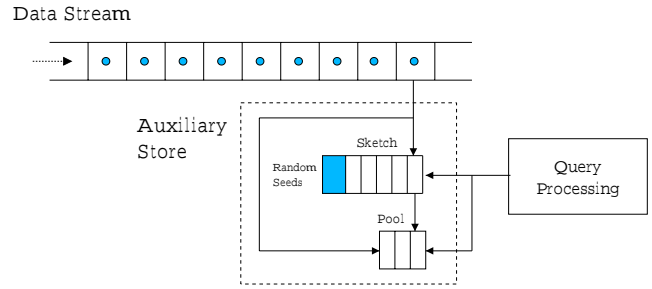 Data Stream
Auxiliary
Store
Sketch
Random
Seeds
Query
Processing
Pool